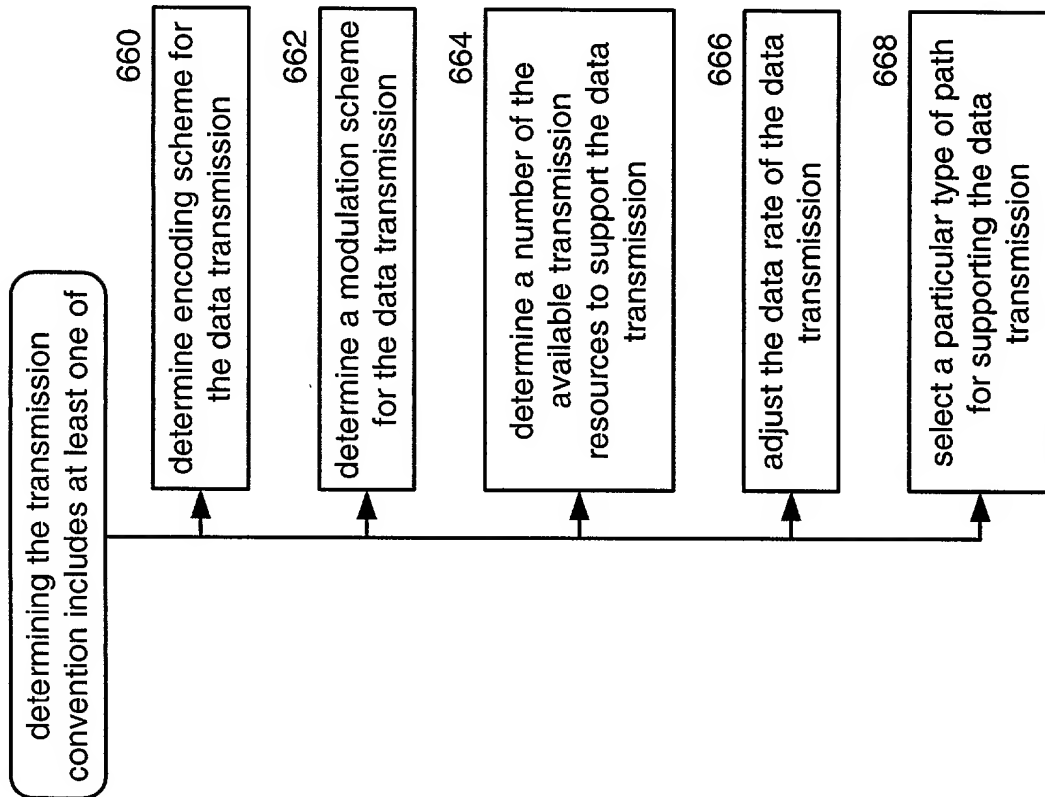 determining the transmission
convention includes at least one of
660
determine encoding scheme for
the data transmission
662
determine a modulation scheme
for the data transmission
664
determine a number of the
available transmission
resources to support the data
transmission
666
adjust the data rate of the data
transmission
668
select a particular type of path
for supporting the data
transmission